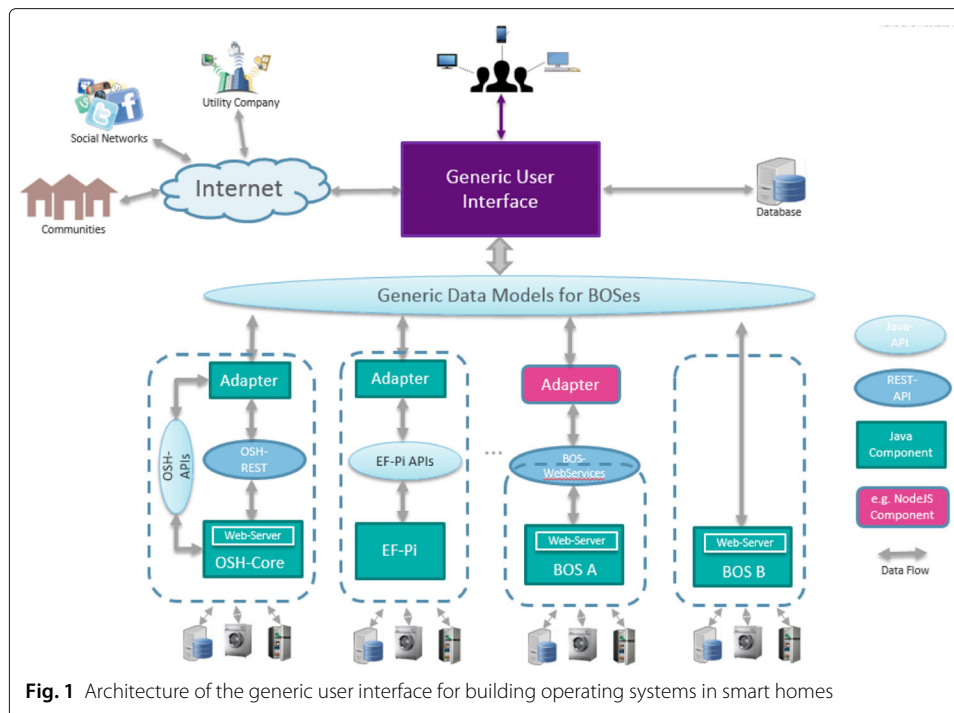 Utility Company
Social Networks
Internet
Communities
Generic User
Interface
Database
Generic Data Models for BOSes
Adapter
OSH-
APIs
OSH-
REST
Web-Server
OSH-Core
Adapter
EF-Pi APIs
EF-Pi
...
Adapter
BOS-
WebServices
Web-Server
BOS A
Web-Server
BOS B
Java-
API
REST-
API
Java
Component
e.g. NodeJS
Component
Data Flow
Fig. 1 Architecture of the generic user interface for building operating systems in smart homes